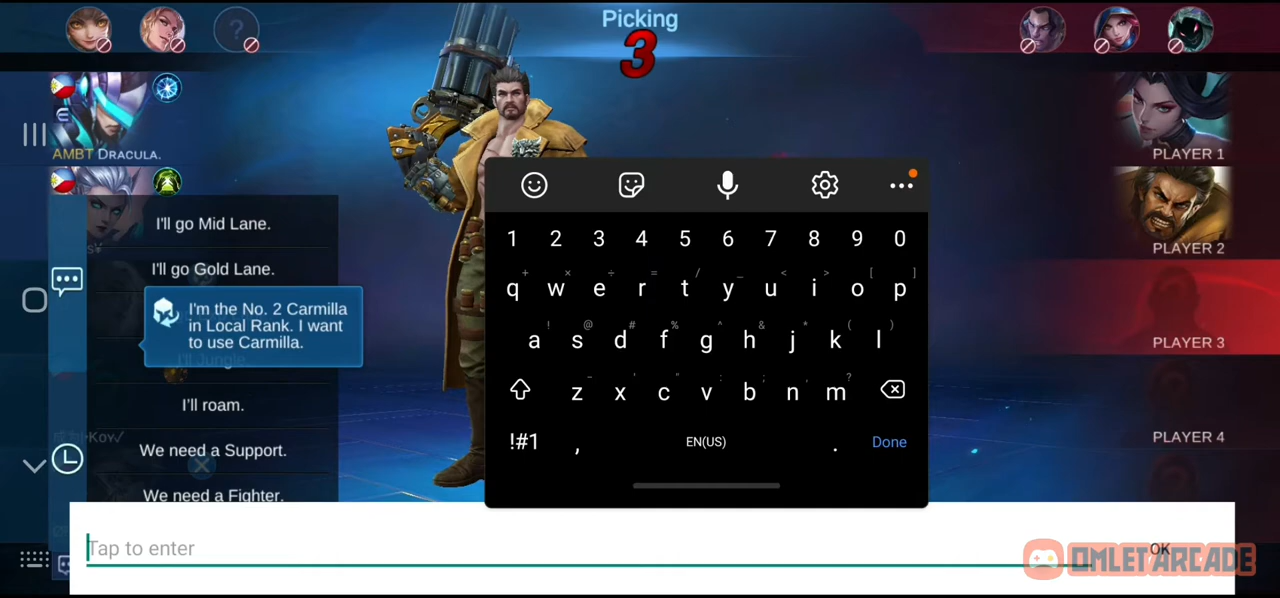 Picking
3
AMBT DRACULA.
PLAYER 1
PLAYER 2
PLAYER 3
PLAYER 4
I'll go Mid Lane.
I'll go Gold Lane.
I'm the No. 2 Carmilla
in Local Rank. I want
to use Carmilla.
I'll Jungle.
I'll roam.
We need a Support.
We need a Fighter.
1 2 3 4 5 6 7 8 9 0
+ × ÷ = / _ < > [ ]
q w e r t y u i o p
! @ # % ^ & * ( )
a s d f g h j k l
- ' " : ; , ?
z x c v b n m
!#1 , EN(US) . Done
Tap to enter
OK
OMLET ARCADE